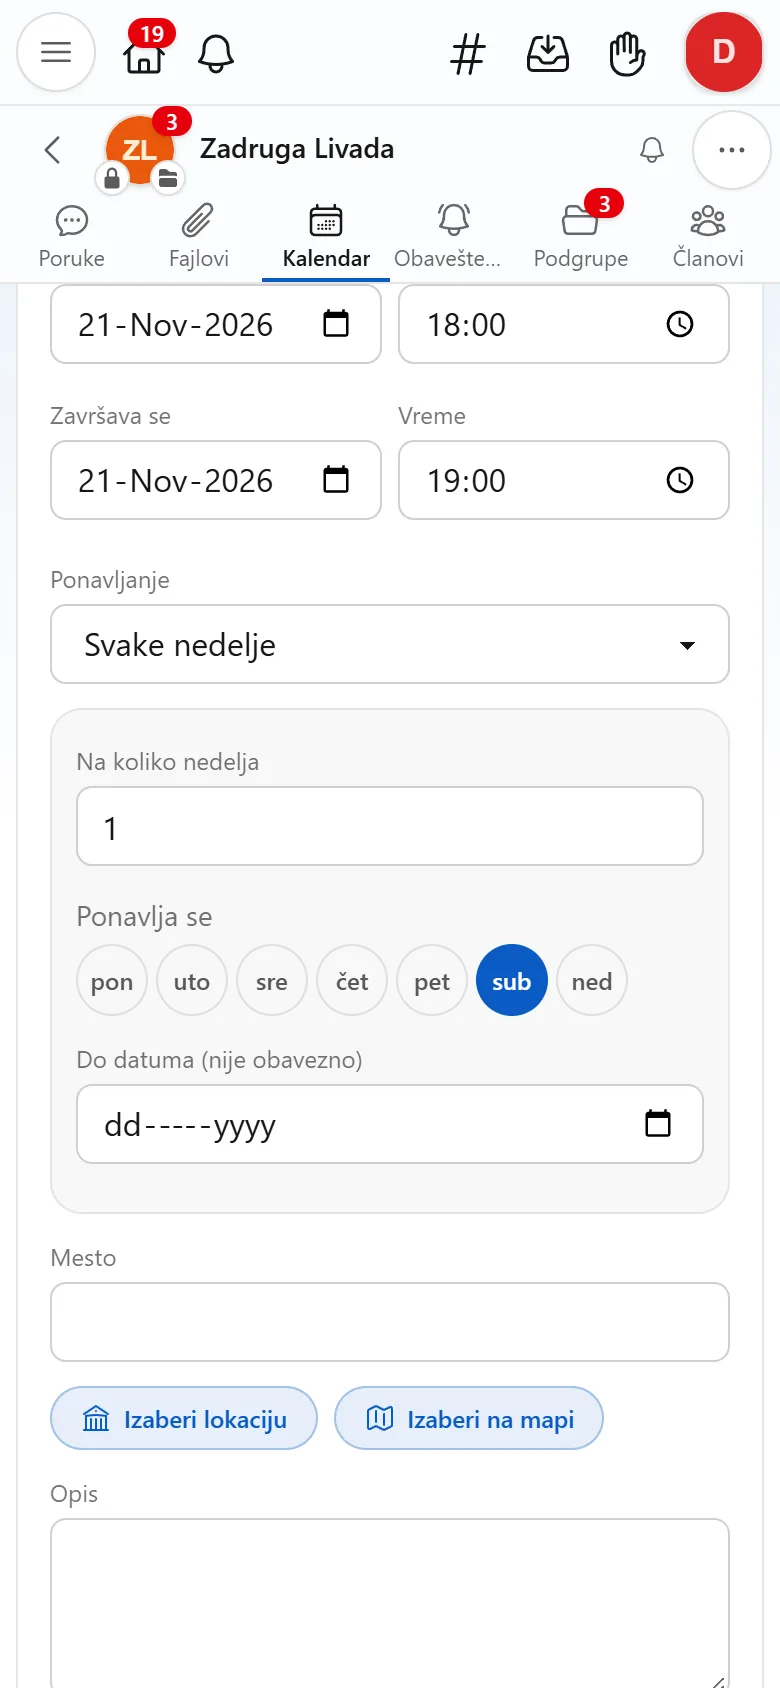 19
D
3
ZL
Zadruga Livada
3
Poruke
Fajlovi
Kalendar
Obavešte...
Podgrupe
Članovi
21-Nov-2026
18:00
Završava se
Vreme
21-Nov-2026
19:00
Ponavljanje
Svake nedelje
Na koliko nedelja
1
Ponavlja se
pon
uto
sre
čet
pet
sub
ned
Do datuma (nije obavezno)
dd-----yyyy
Mesto
Izaberi lokaciju
Izaberi na mapi
Opis